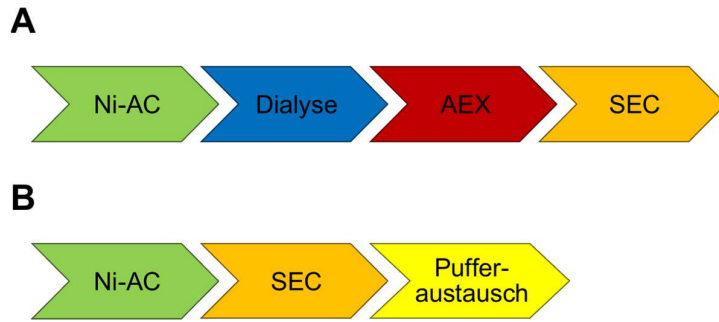 A
Ni-AC
Dialyse
AEX
SEC
B
Ni-AC
SEC
Puffer-
austausch